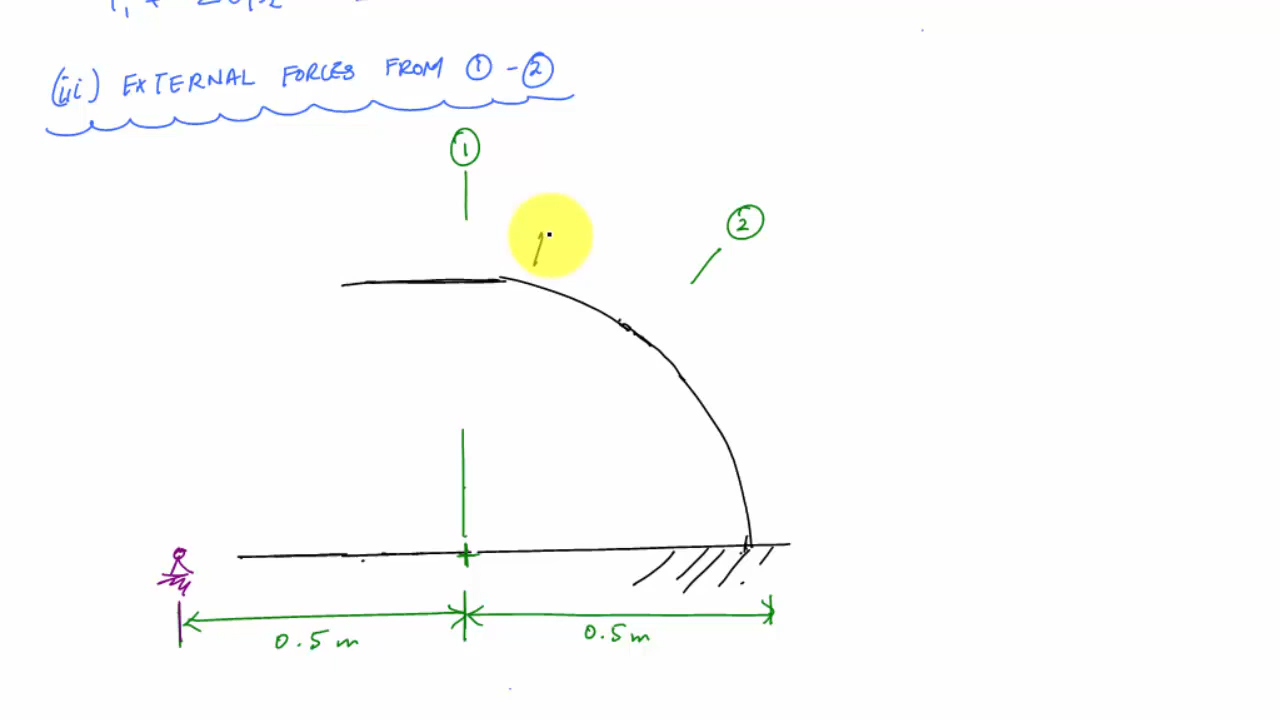 (iii) EXTERNAL FORCES FROM ① - ②
①
②
0.5 m
0.5 m